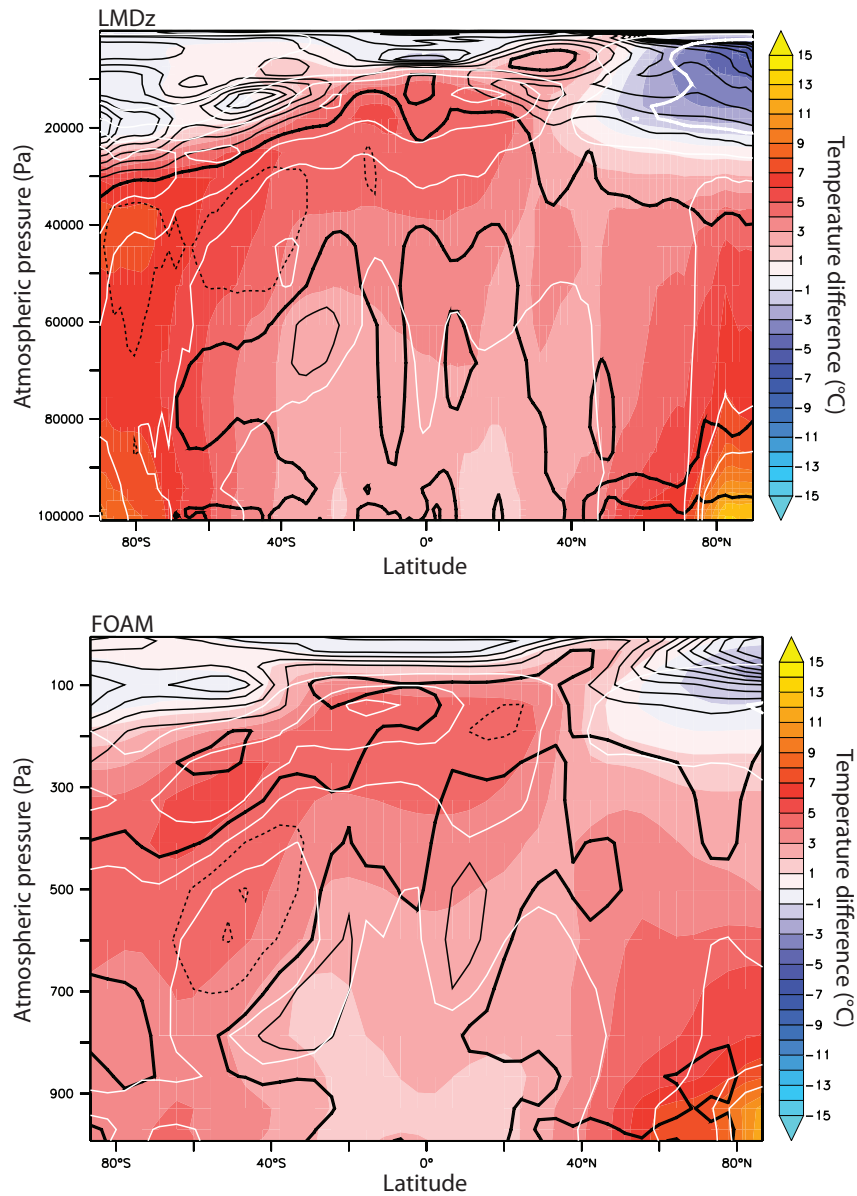 LMDz
Atmospheric pressure (Pa)
20000
40000
60000
80000
100000
80°S
40°S
0°
40°N
80°N
Latitude
15
13
11
9
7
5
3
1
−1
−3
−5
−7
−9
−11
−13
−15
Temperature difference (°C)
FOAM
Atmospheric pressure (Pa)
100
300
500
700
900
80°S
40°S
0°
40°N
80°N
Latitude
15
13
11
9
7
5
3
1
−1
−3
−5
−7
−9
−11
−13
−15
Temperature difference (°C)